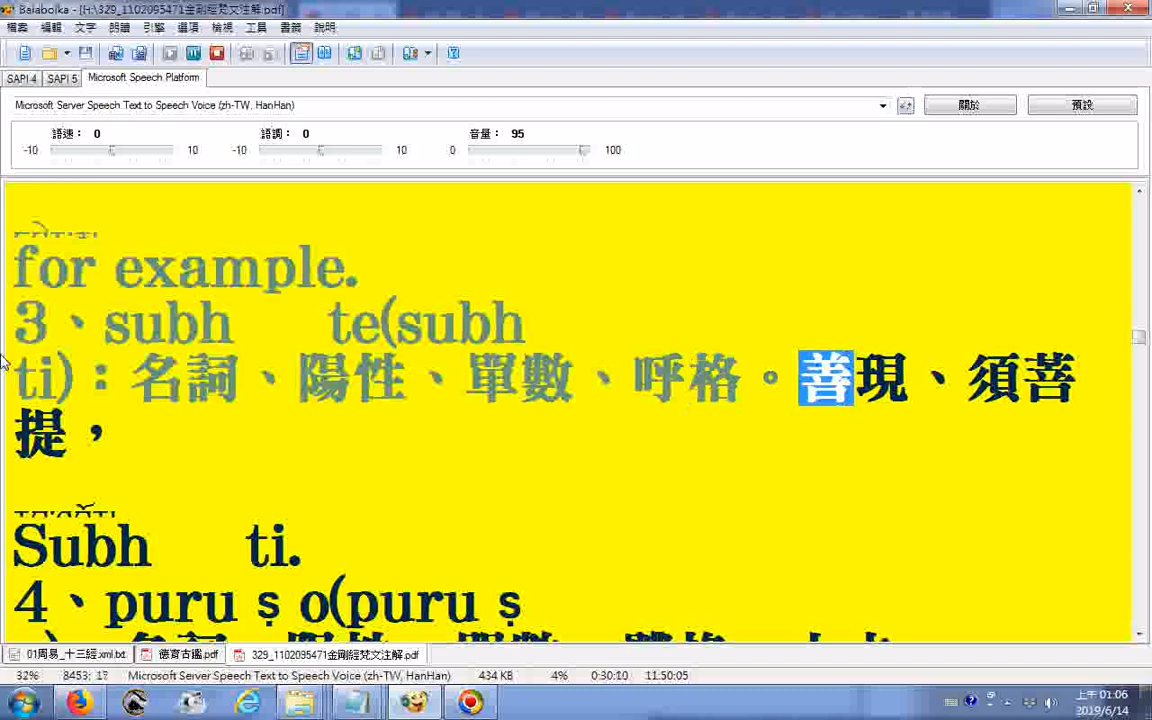 Balabolka - [H:\329_1102095471金剛經梵文注解.pdf]
檔案 編輯 文字 朗讀 引擎 選項 檢視 工具 書籤 說明
SAPI 4 SAPI 5 Microsoft Speech Platform
Microsoft Server Speech Text to Speech Voice (zh-TW, HanHan) 關於 預設
語速： 0 語調： 0 音量： 95
-10 10 -10 10 0 100
for example.
3、subh te(subh
ti)：名詞、陽性、單數、呼格。善現、須菩
提，
Subh ti.
4、puru ṣ o(puru ṣ
01周易_十三經.xml.txt 德育古鑑.pdf 329_1102095471金剛經梵文注解.pdf
32% 8453: 17 Microsoft Server Speech Text to Speech Voice (zh-TW, HanHan) 434 KB 4% 0:30:10 11:50:05
上午 01:06
2019/6/14